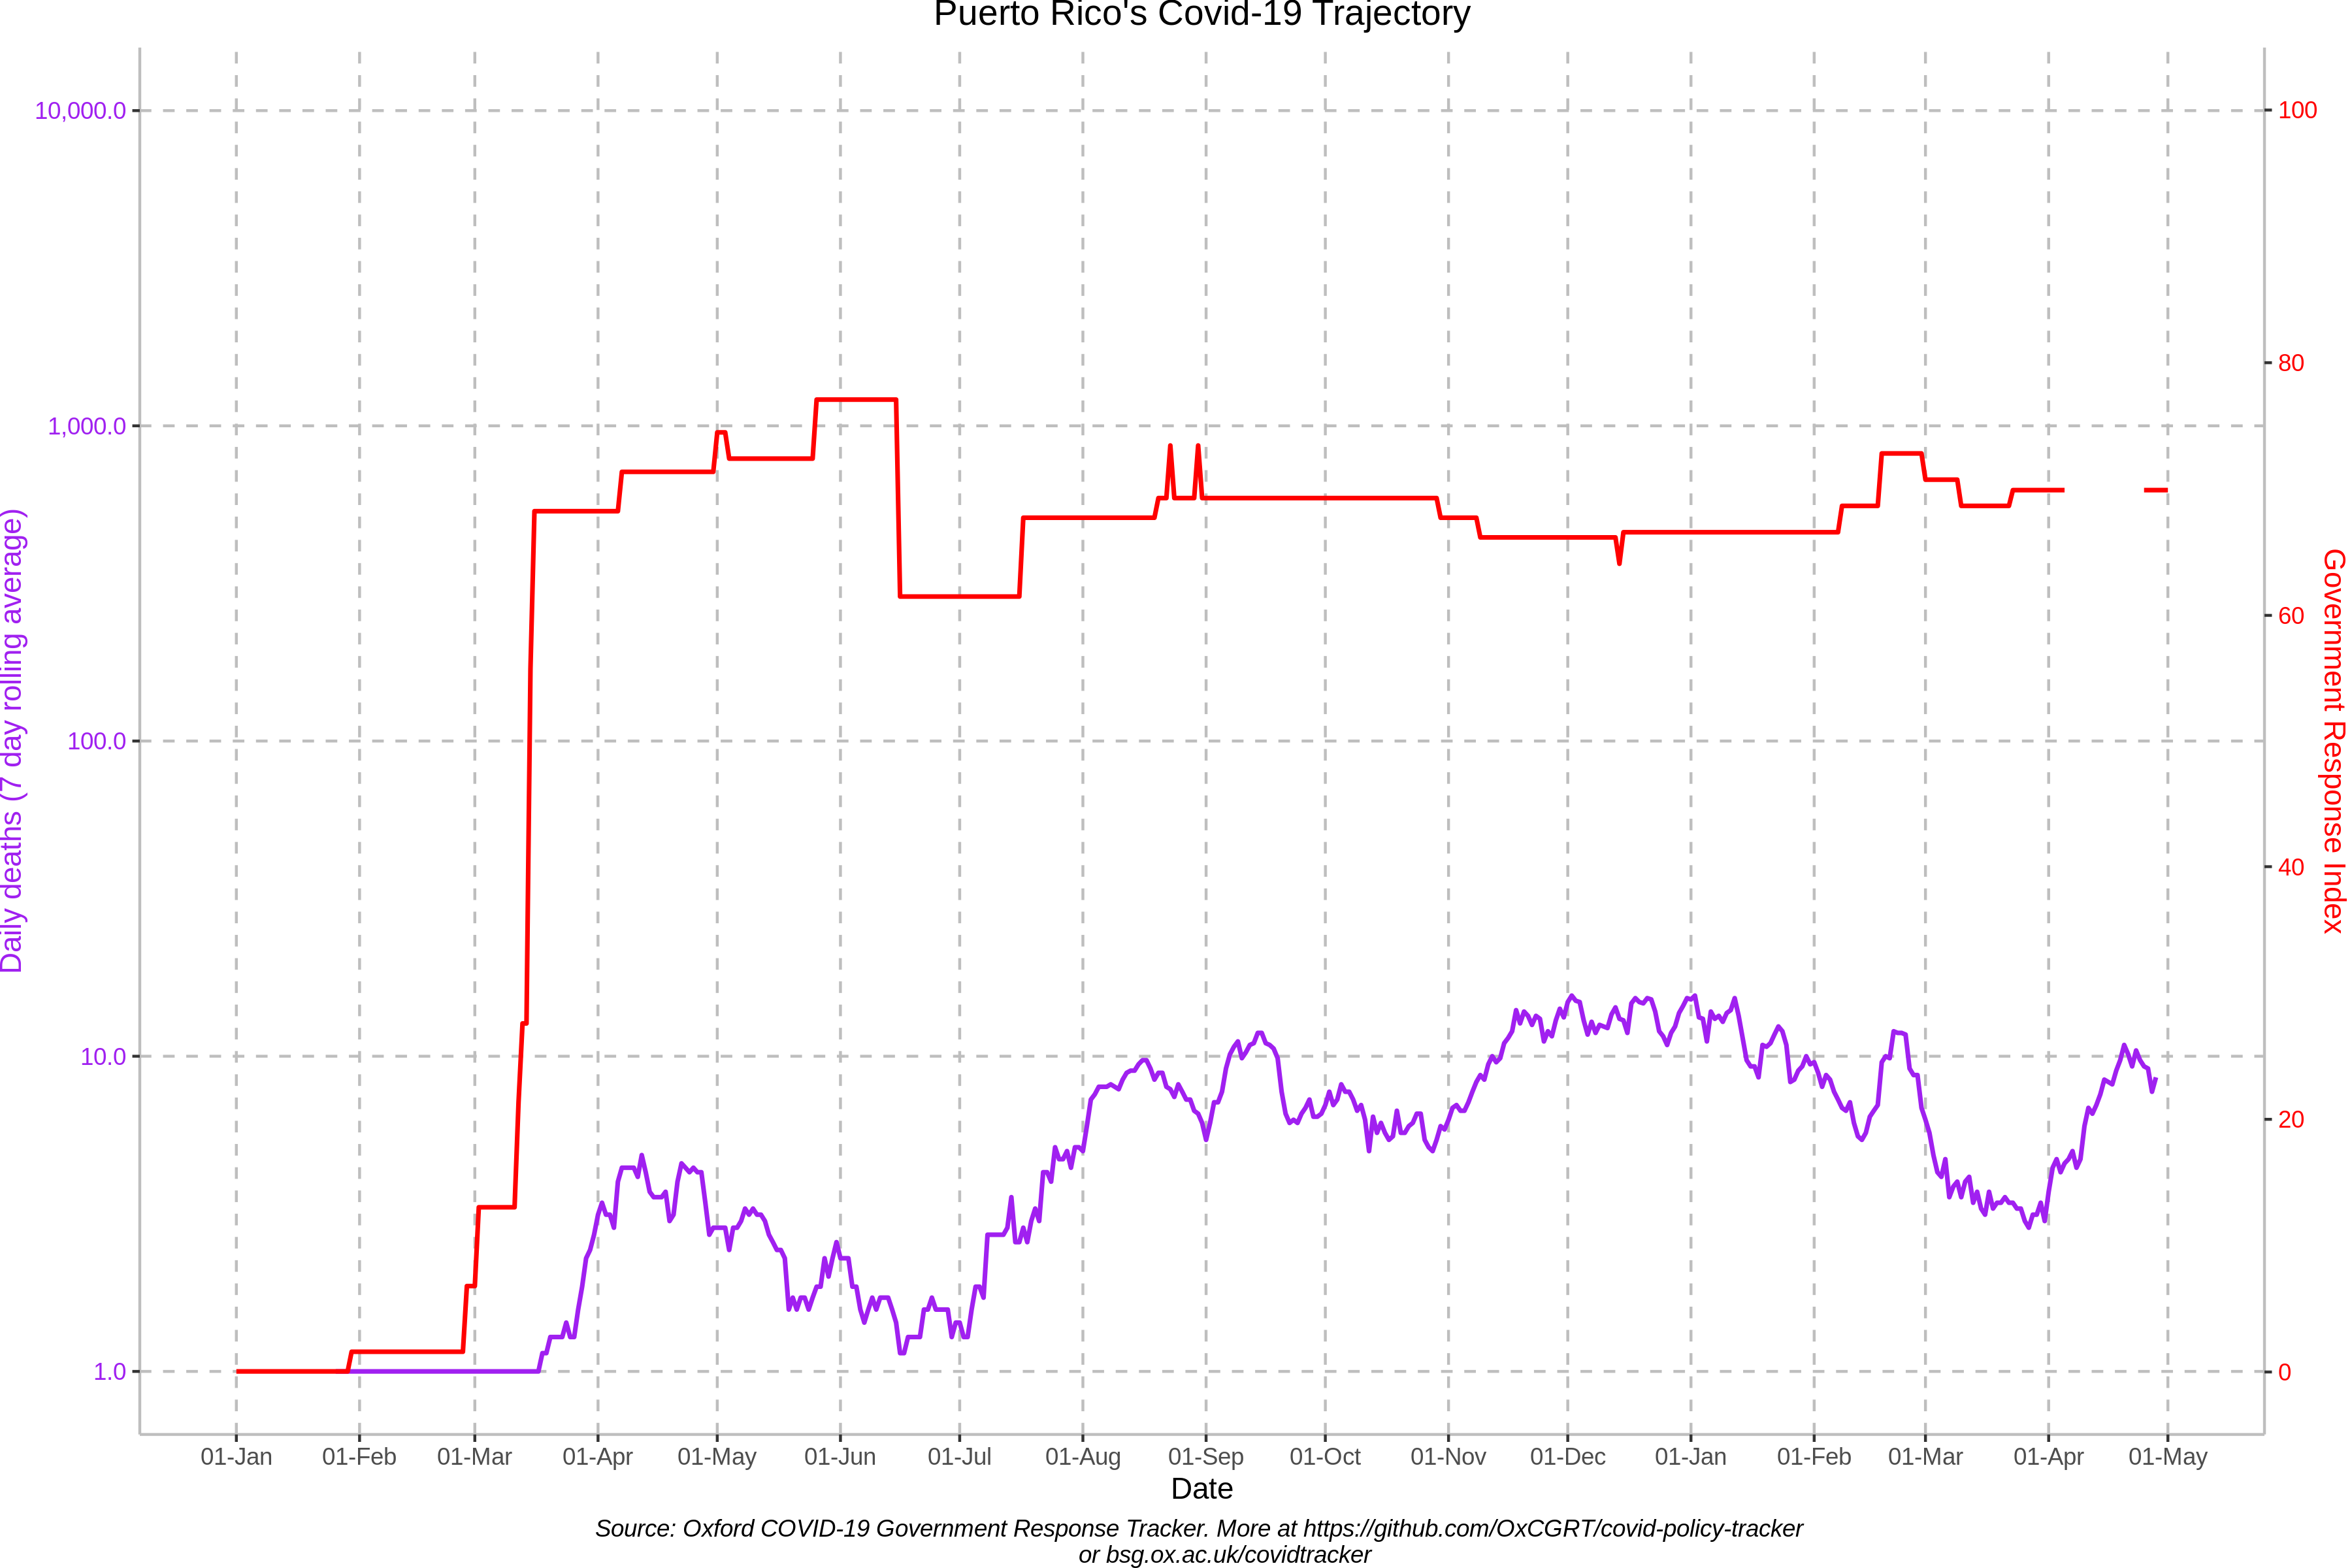 Puerto Rico's Covid-19 Trajectory
10,000.0
1,000.0
100.0
10.0
1.0
Daily deaths (7 day rolling average)
100
80
60
40
20
0
Government Response Index
01-Jan 01-Feb 01-Mar 01-Apr 01-May 01-Jun 01-Jul 01-Aug 01-Sep 01-Oct 01-Nov 01-Dec 01-Jan 01-Feb 01-Mar 01-Apr 01-May
Date
Source: Oxford COVID-19 Government Response Tracker. More at https://github.com/OxCGRT/covid-policy-tracker
or bsg.ox.ac.uk/covidtracker